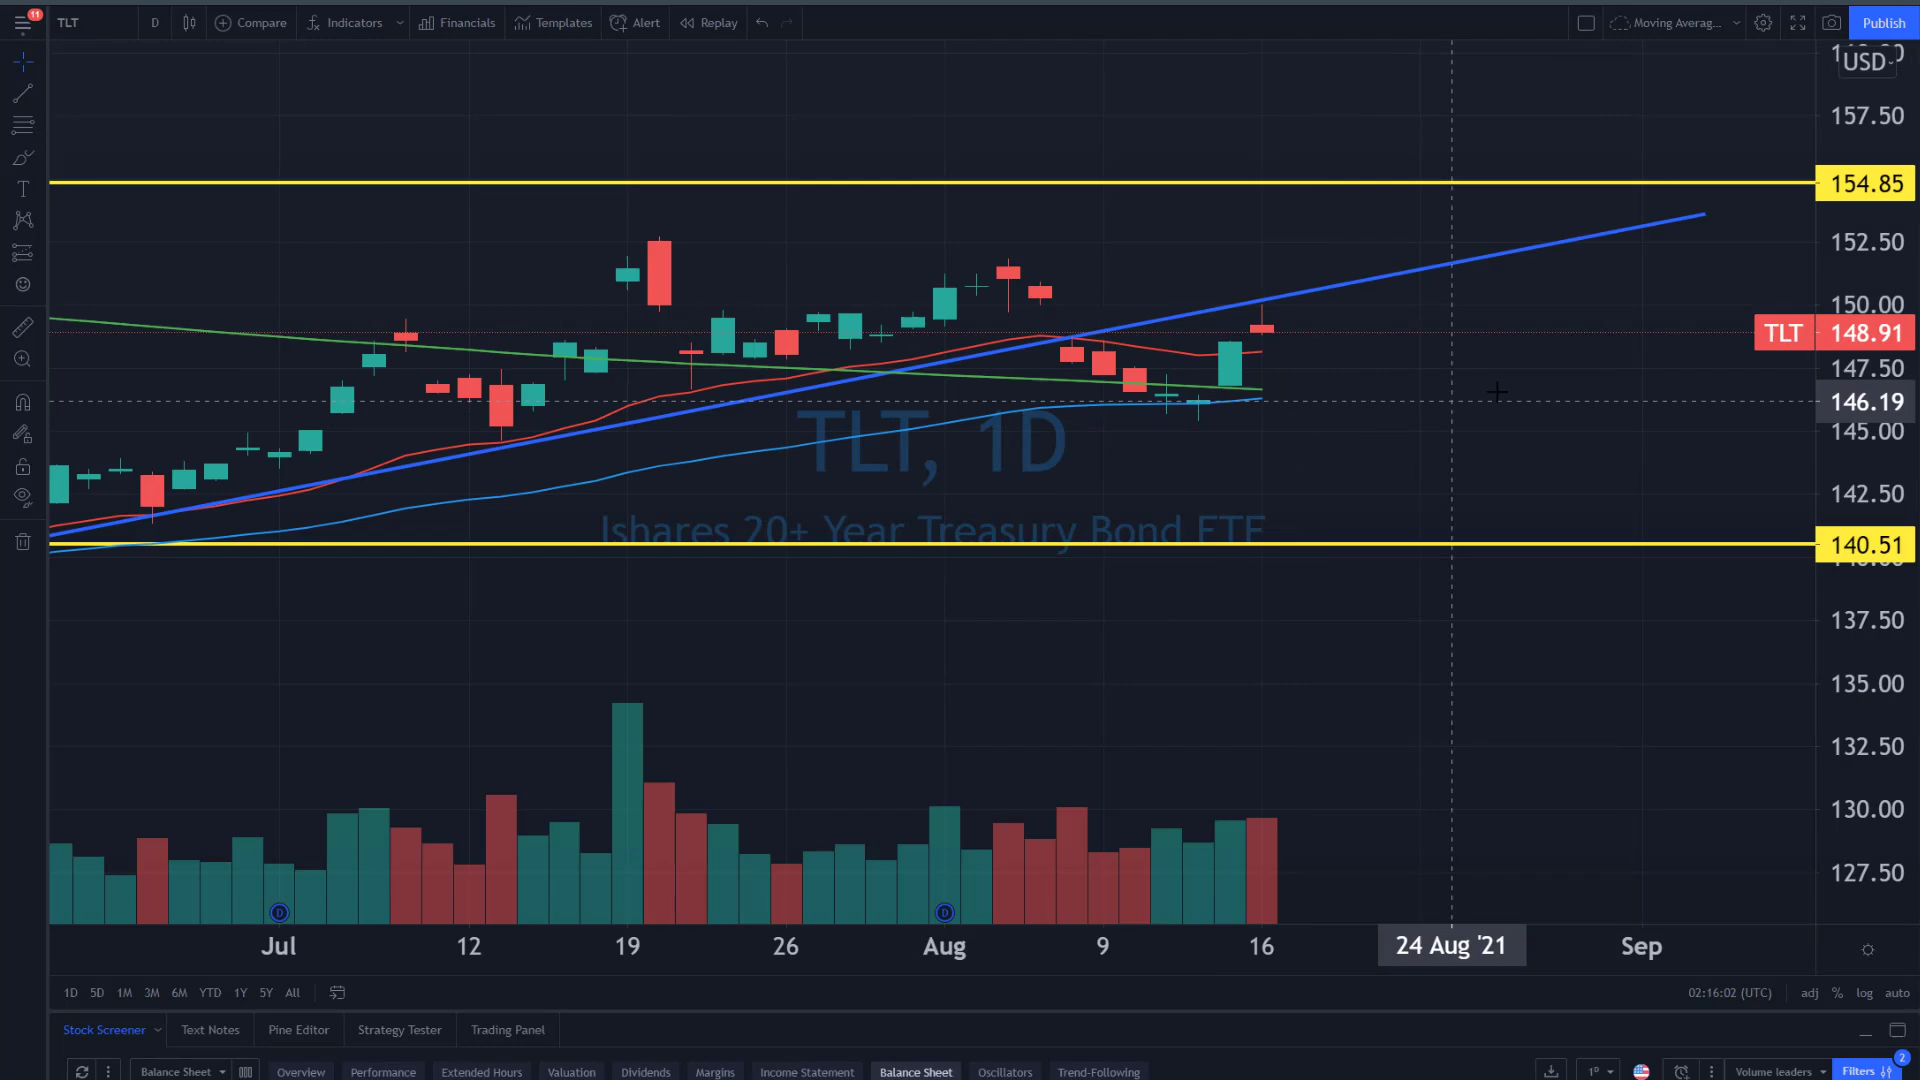 11
TLT D Compare Indicators Financials Templates Alert Replay Moving Averag... Publish
USD
157.50
154.85
152.50
150.00
TLT 148.91
147.50
146.19
145.00
142.50
140.51
137.50
135.00
132.50
130.00
127.50
TLT, 1D
Ishares 20+ Year Treasury Bond ETF
D D
Jul 12 19 26 Aug 9 16 24 Aug '21 Sep
1D 5D 1M 3M 6M YTD 1Y 5Y All 02:16:02 (UTC) adj % log auto
Stock Screener Text Notes Pine Editor Strategy Tester Trading Panel
2
Balance Sheet Overview Performance Extended Hours Valuation Dividends Margins Income Statement Balance Sheet Oscillators Trend-Following 1D Volume leaders Filters